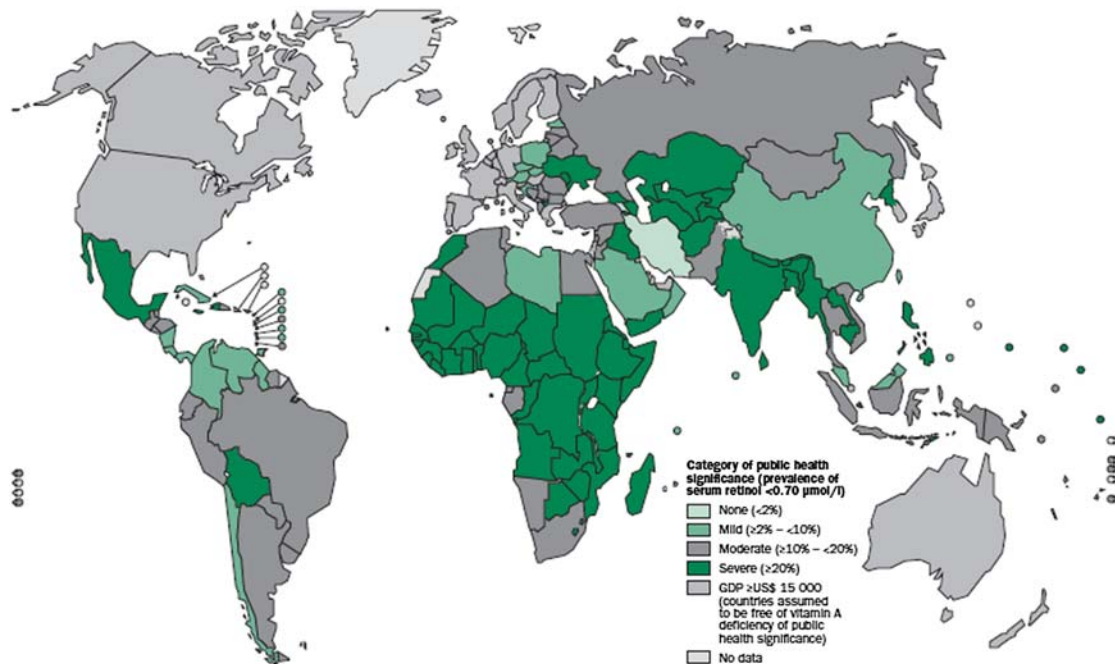 Category of public health
significance (prevalence of
serum retinol <0.70 µmol/l)
None (<2%)
Mild (≥2% – <10%)
Moderate (≥10% – <20%)
Severe (≥20%)
GDP ≥US$ 15 000
(countries assumed
to be free of vitamin A
deficiency of public
health significance)
No data